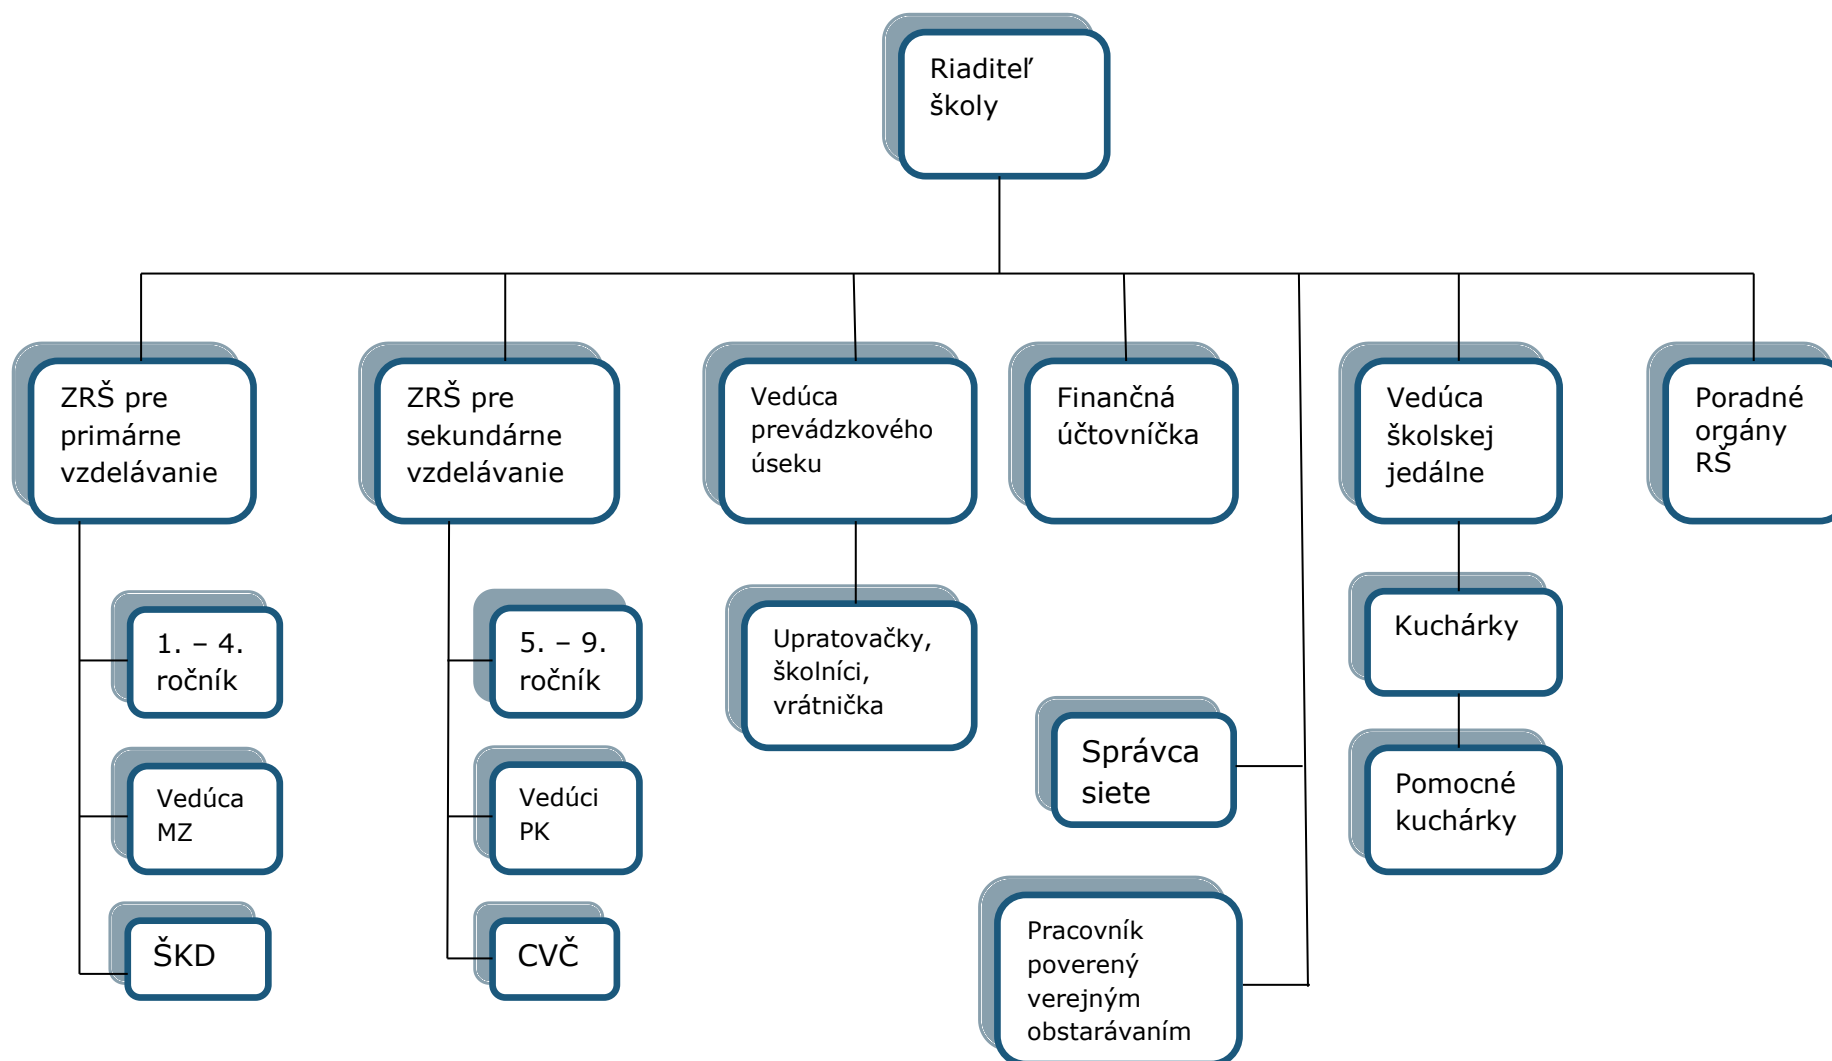 Riaditeľ
školy
ZRŠ pre
primárne
vzdelávanie
ZRŠ pre
sekundárne
vzdelávanie
Vedúca
prevádzkového
úseku
Finančná
účtovníčka
Vedúca
školskej
jedálne
Poradné
orgány
RŠ
1. – 4.
ročník
5. – 9.
ročník
Upratovačky,
školníci,
vrátnička
Kuchárky
Správca
siete
Vedúca
MZ
Vedúci
PK
Pomocné
kuchárky
ŠKD
CVČ
Pracovník
poverený
verejným
obstarávaním